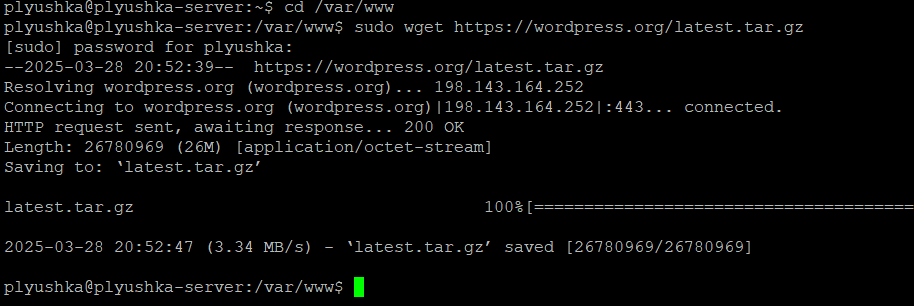 plyushka@plyushka-server:~$ cd /var/www
plyushka@plyushka-server:/var/www$ sudo wget https://wordpress.org/latest.tar.gz
[sudo] password for plyushka:
--2025-03-28 20:52:39--  https://wordpress.org/latest.tar.gz
Resolving wordpress.org (wordpress.org)... 198.143.164.252
Connecting to wordpress.org (wordpress.org)|198.143.164.252|:443... connected.
HTTP request sent, awaiting response... 200 OK
Length: 26780969 (26M) [application/octet-stream]
Saving to: ‘latest.tar.gz’
latest.tar.gz                                   100%[======================================
2025-03-28 20:52:47 (3.34 MB/s) - ‘latest.tar.gz’ saved [26780969/26780969]
plyushka@plyushka-server:/var/www$